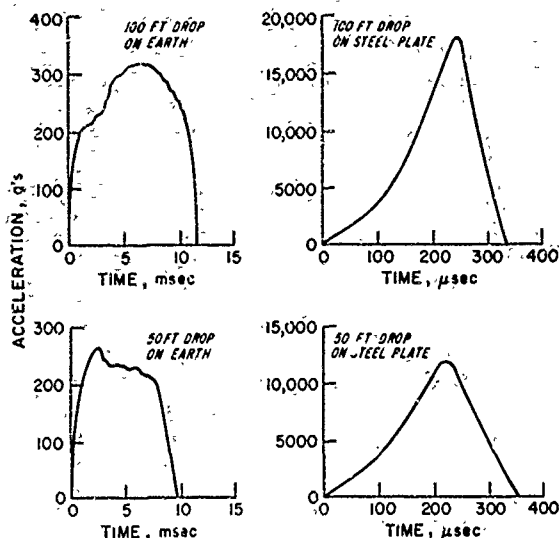 100 FT DROP
ON EARTH
400
300
200
100
0
0 5 10 15
TIME, msec
100 FT DROP
ON STEEL PLATE
20,000
15,000
10,000
5000
0
0 100 200 300 400
TIME, μsec
ACCELERATION, g's
50 FT DROP
ON EARTH
300
200
100
0
0 5 10 15
TIME, msec
50 FT DROP
ON STEEL PLATE
15,000
10,000
5000
0
0 100 200 300 400
TIME, μsec